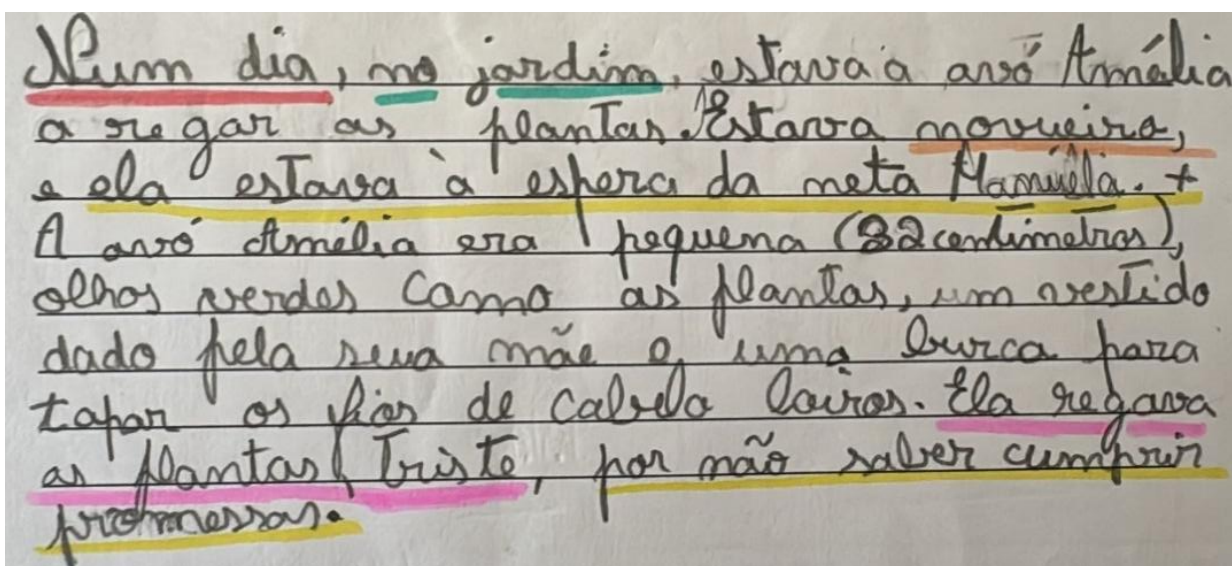 Num dia, no jardim, estava a avó Amélia
a regar as plantas. Estava novueiro,
e ela estava à espera da neta Manuela. +
A avó Amélia era pequena (32 centímetros),
olhos verdes como as plantas, um vestido
dado pela sua mãe e uma burca para
tapar os fios de cabelo loiros. Ela regava
as plantas triste, por não saber cumprir
promessas.